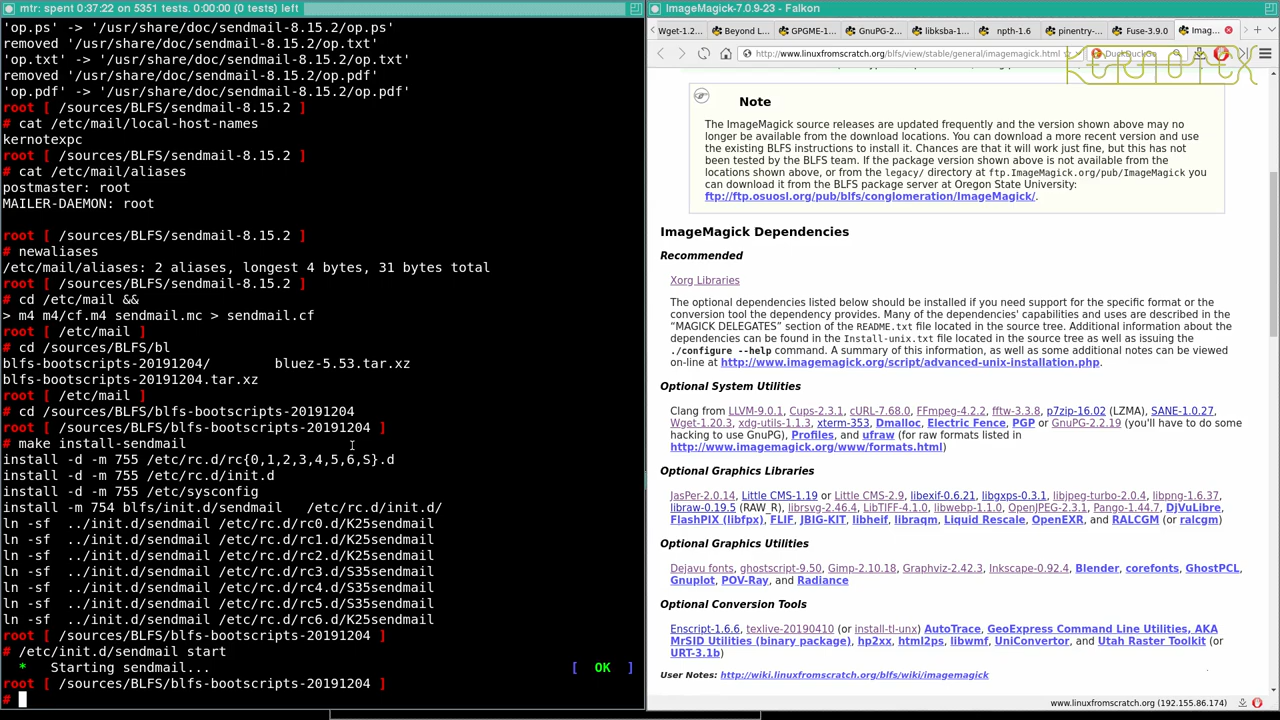 mtr: spent 0:37:22 up on 5351 tests. 0:00:00 (0 tests) left
'op.ps' -> '/usr/share/doc/sendmail-8.15.2/op.ps'
removed '/usr/share/doc/sendmail-8.15.2/op.txt'
'op.txt' -> '/usr/share/doc/sendmail-8.15.2/op.txt'
removed '/usr/share/doc/sendmail-8.15.2/op.pdf'
'op.pdf' -> '/usr/share/doc/sendmail-8.15.2/op.pdf'
root [ /sources/BLFS/sendmail-8.15.2 ]
# cat /etc/mail/local-host-names
kernotexpc
root [ /sources/BLFS/sendmail-8.15.2 ]
# cat /etc/mail/aliases
postmaster: root
MAILER-DAEMON: root
root [ /sources/BLFS/sendmail-8.15.2 ]
# newaliases
/etc/mail/aliases: 2 aliases, longest 4 bytes, 31 bytes total
root [ /sources/BLFS/sendmail-8.15.2 ]
# cd /etc/mail &&
> m4 m4/cf.m4 sendmail.mc > sendmail.cf
root [ /etc/mail ]
# cd /sources/BLFS/bl
blfs-bootscripts-20191204/ bluez-5.53.tar.xz
blfs-bootscripts-20191204.tar.xz
root [ /etc/mail ]
# cd /sources/BLFS/blfs-bootscripts-20191204
root [ /sources/BLFS/blfs-bootscripts-20191204 ]
# make install-sendmail
install -d -m 755 /etc/rc.d/rc{0,1,2,3,4,5,6,S}.d
install -d -m 755 /etc/rc.d/init.d
install -d -m 755 /etc/sysconfig
install -m 754 blfs/init.d/sendmail /etc/rc.d/init.d/
ln -sf ../init.d/sendmail /etc/rc.d/rc0.d/K25sendmail
ln -sf ../init.d/sendmail /etc/rc.d/rc1.d/K25sendmail
ln -sf ../init.d/sendmail /etc/rc.d/rc2.d/K25sendmail
ln -sf ../init.d/sendmail /etc/rc.d/rc3.d/S35sendmail
ln -sf ../init.d/sendmail /etc/rc.d/rc4.d/S35sendmail
ln -sf ../init.d/sendmail /etc/rc.d/rc5.d/S35sendmail
ln -sf ../init.d/sendmail /etc/rc.d/rc6.d/K25sendmail
root [ /sources/BLFS/blfs-bootscripts-20191204 ]
# /etc/init.d/sendmail start
* Starting sendmail... [ OK ]
root [ /sources/BLFS/blfs-bootscripts-20191204 ]
#
ImageMagick-7.0.9-23 - Falkon
Wget-1.2... Beyond L... GPGME-1... GnuPG-2... libksba-1... npth-1.6 pinentry-... Fuse-3.9.0 Imag...
http://www.linuxfromscratch.org/blfs/view/stable/general/imagemagick.html DuckDuckGo
KERNOTEX
Note
The ImageMagick source releases are updated frequently and the version shown above may no
longer be available from the download locations. You can download a more recent version and use
the existing BLFS instructions to install it. Chances are that it will work just fine, but this has not
been tested by the BLFS team. If the package version shown above is not available from the
locations shown above, or from the legacy/ directory at ftp.ImageMagick.org/pub/ImageMagick you
can download it from the BLFS package server at Oregon State University:
ftp://ftp.osuosl.org/pub/blfs/conglomeration/ImageMagick/.
ImageMagick Dependencies
Recommended
Xorg Libraries
The optional dependencies listed below should be installed if you need support for the specific format or the
conversion tool the dependency provides. Many of the dependencies' capabilities and uses are described in the
“MAGICK DELEGATES” section of the README.txt file located in the source tree. Additional information about the
dependencies can be found in the Install-unix.txt file located in the source tree as well as issuing the
./configure --help command. A summary of this information, as well as some additional notes can be viewed
on-line at http://www.imagemagick.org/script/advanced-unix-installation.php.
Optional System Utilities
Clang from LLVM-9.0.1, Cups-2.3.1, cURL-7.68.0, FFmpeg-4.2.2, fftw-3.3.8, p7zip-16.02 (LZMA), SANE-1.0.27,
Wget-1.20.3, xdg-utils-1.1.3, xterm-353, Dmalloc, Electric Fence, PGP or GnuPG-2.2.19 (you'll have to do some
hacking to use GnuPG), Profiles, and ufraw (for raw formats listed in
http://www.imagemagick.org/www/formats.html)
Optional Graphics Libraries
JasPer-2.0.14, Little CMS-1.19 or Little CMS-2.9, libexif-0.6.21, libgxps-0.3.1, libjpeg-turbo-2.0.4, libpng-1.6.37,
libraw-0.19.5 (RAW_R), librsvg-2.46.4, LibTIFF-4.1.0, libwebp-1.1.0, OpenJPEG-2.3.1, Pango-1.44.7, DjVuLibre,
FlashPIX (libfpx), FLIF, JBIG-KIT, libheif, libraqm, Liquid Rescale, OpenEXR, and RALCGM (or ralcgm)
Optional Graphics Utilities
Dejavu fonts, ghostscript-9.50, Gimp-2.10.18, Graphviz-2.42.3, Inkscape-0.92.4, Blender, corefonts, GhostPCL,
Gnuplot, POV-Ray, and Radiance
Optional Conversion Tools
Enscript-1.6.6, texlive-20190410 (or install-tl-unx) AutoTrace, GeoExpress Command Line Utilities, AKA
MrSID Utilities (binary package), hp2xx, html2ps, libwmf, UniConvertor, and Utah Raster Toolkit (or
URT-3.1b)
User Notes: http://wiki.linuxfromscratch.org/blfs/wiki/imagemagick
www.linuxfromscratch.org (192.155.86.174)